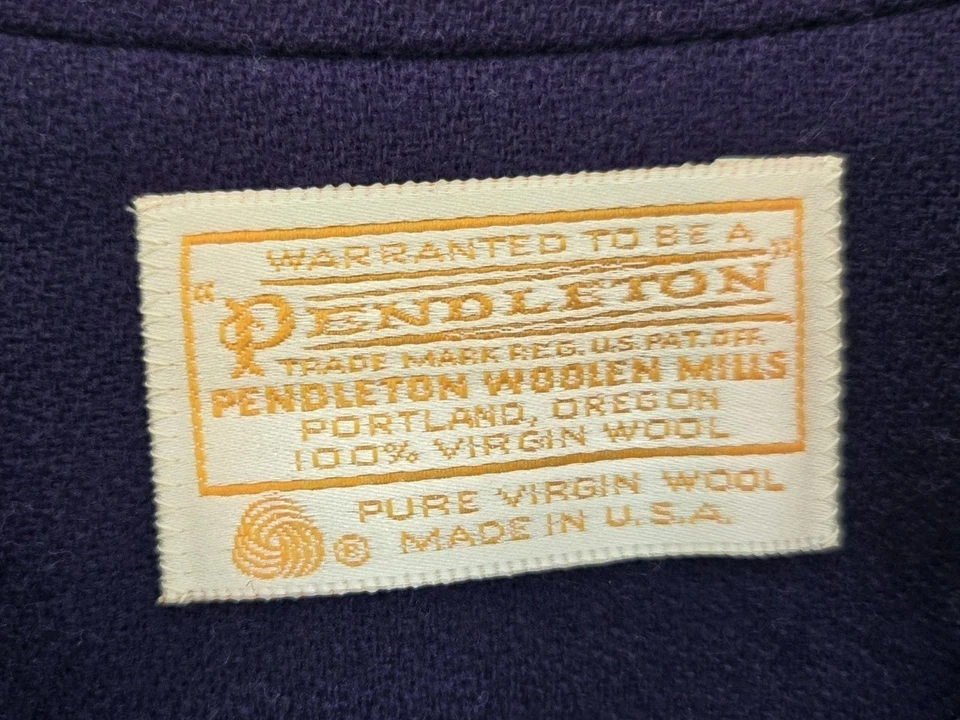 WARRANTED TO BE A
"PENDLETON"
TRADE MARK REG. U.S. PAT. OFF.
PENDLETON WOOLEN MILLS
PORTLAND, OREGON
100% VIRGIN WOOL
PURE VIRGIN WOOL
® MADE IN U.S.A.